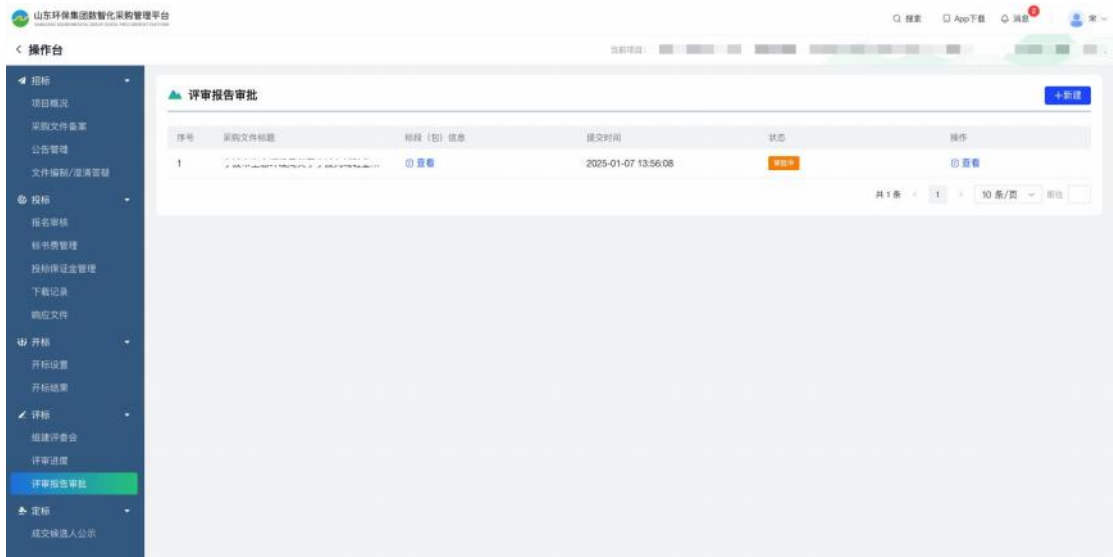 山东环保集团数智化采购管理平台
搜索 App下载 消息 宋
操作台
当前项目:
招标
项目概况
采购文件备案
公告管理
文件编制/澄清答疑
投标
报名审核
标书费管理
投标保证金管理
下载记录
响应文件
开标
开标设置
开标结果
评标
组建评委会
评审进度
评审报告审批
定标
成交候选人公示
评审报告审批
+新建
序号 采购文件标题 标段(包)信息 提交时间 状态 操作
1 查看 2025-01-07 13:56:08 审批中 查看
共 1 条 1 10 条/页 前往